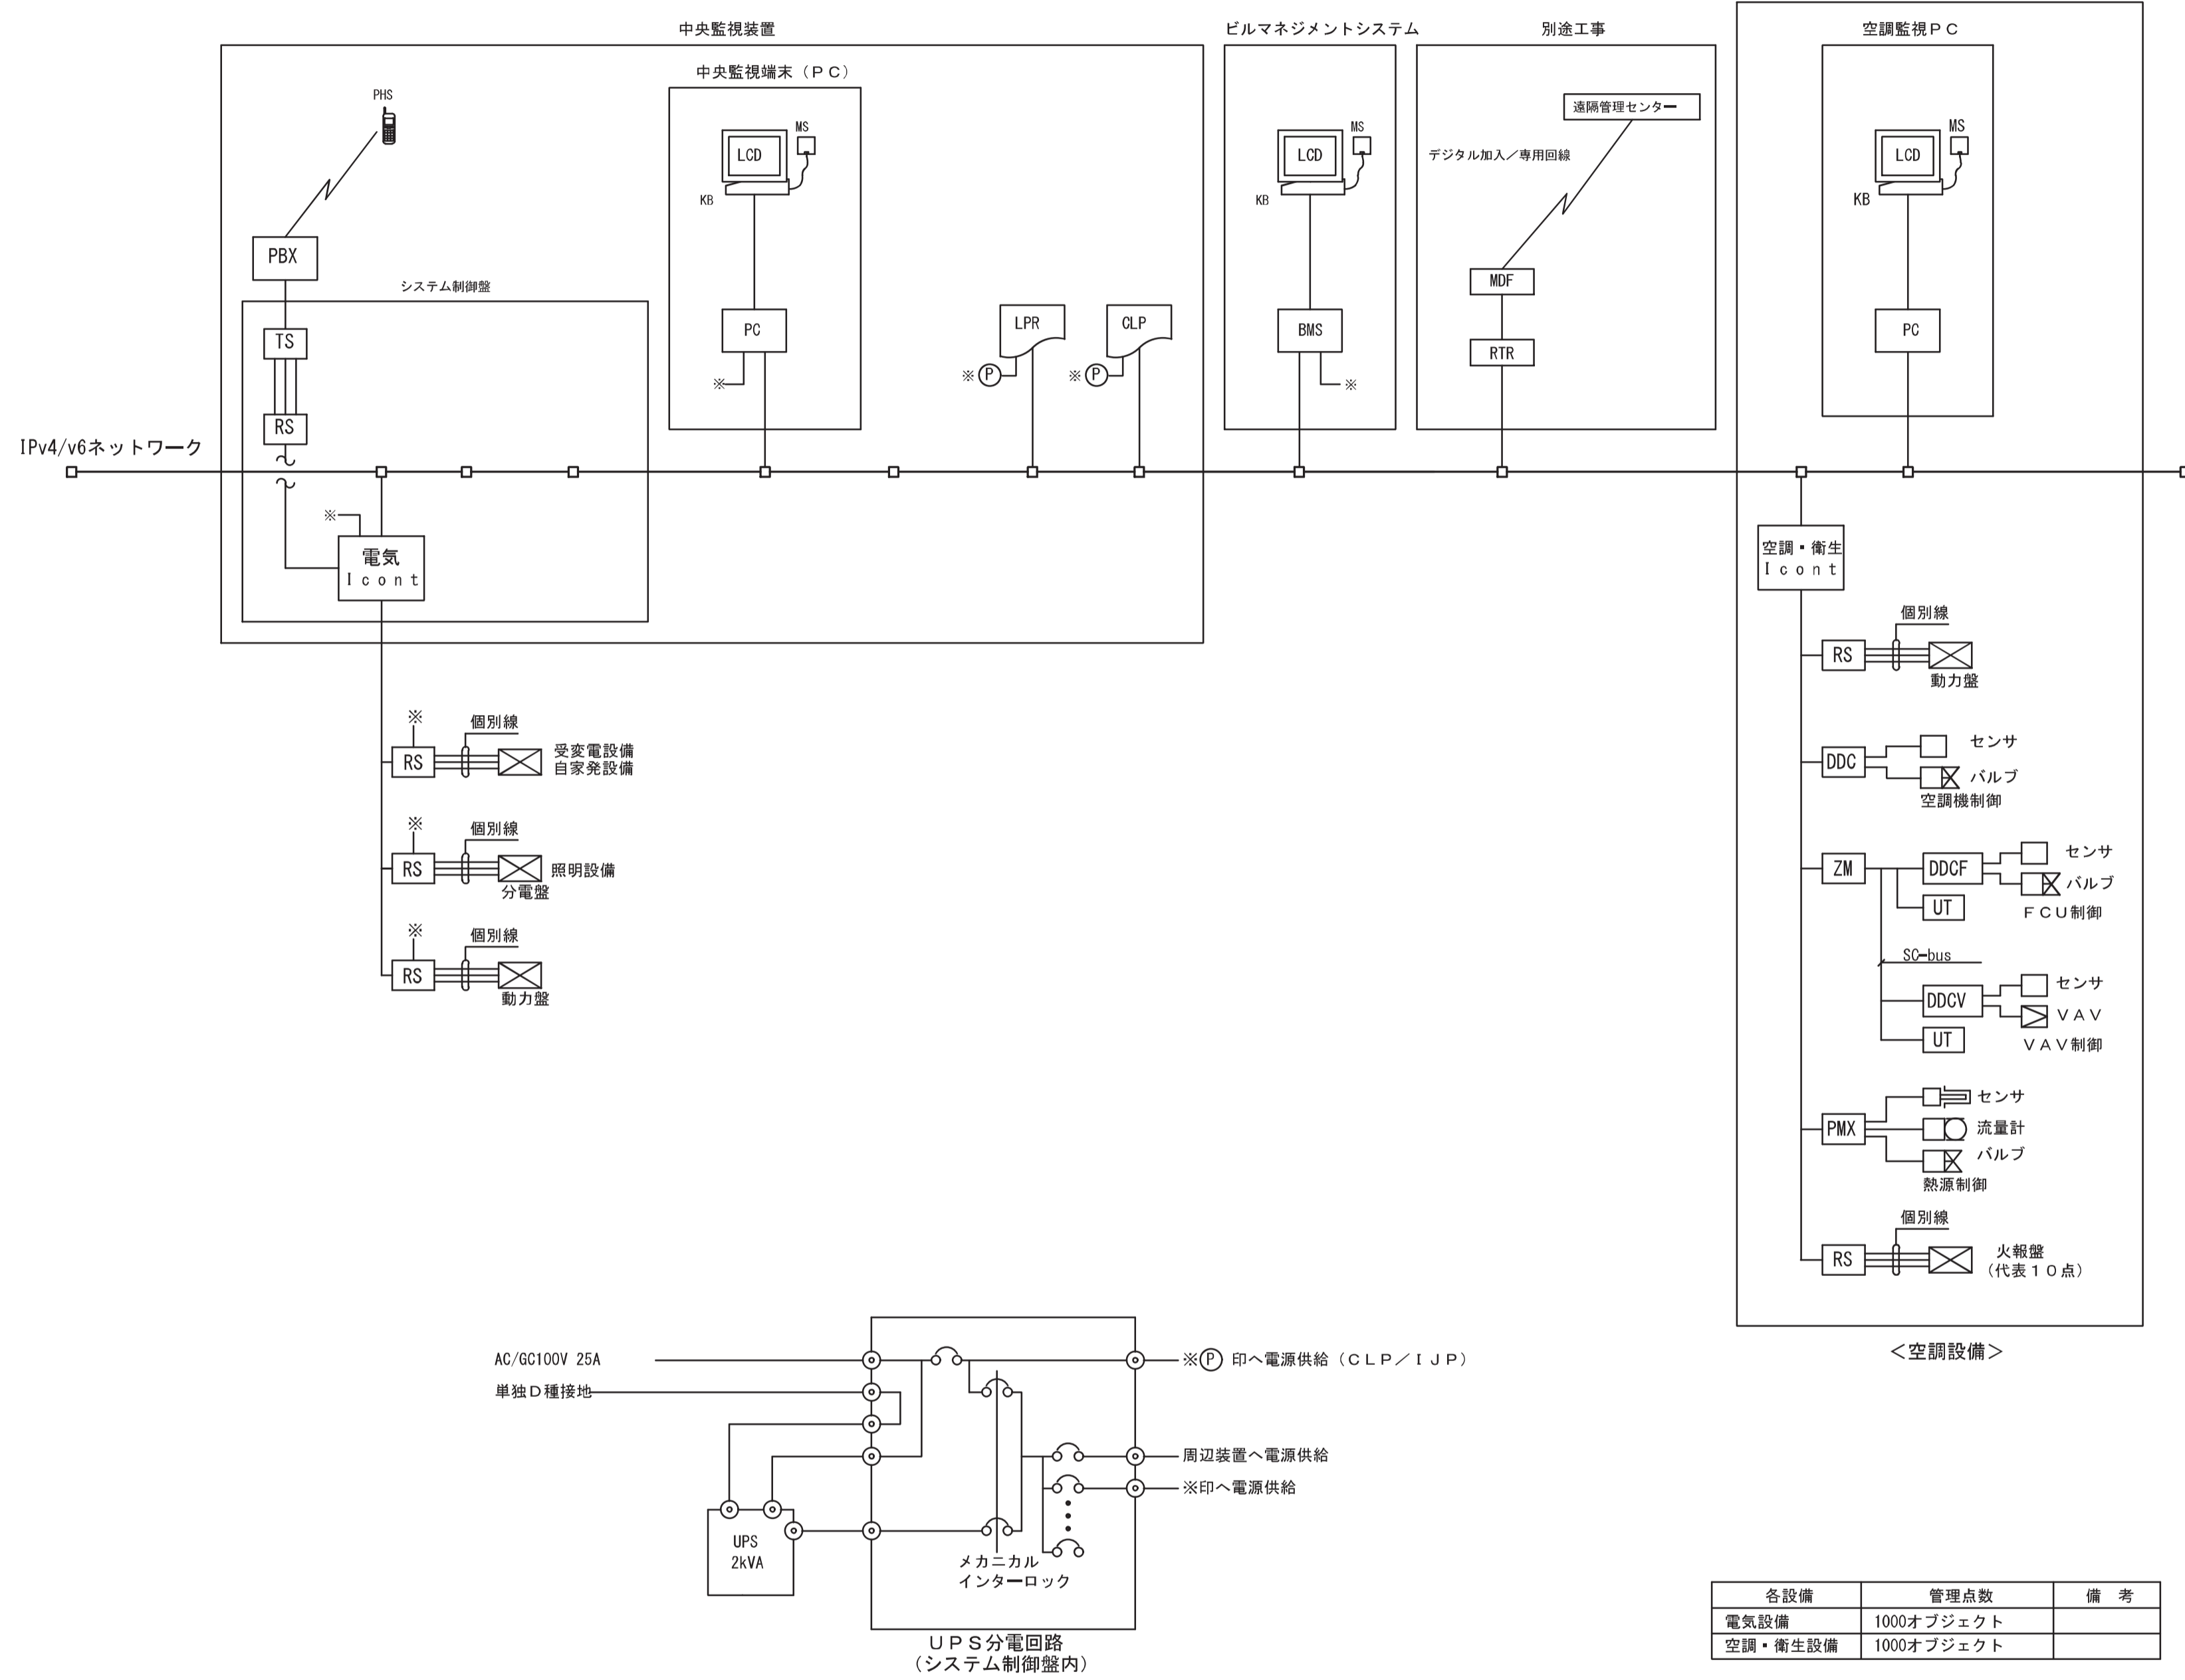 中央監視装置
ビルマネジメントシステム
別途工事
空調監視ＰＣ
中央監視端末（ＰＣ）
PHS
遠隔管理センター
MS
MS
MS
LCD
LCD
LCD
デジタル加入／専用回線
KB
KB
KB
PBX
MDF
システム制御盤
LPR
CLP
TS
PC
BMS
PC
RTR
※
※Ⓟ
※Ⓟ
※
RS
IPv4/v6ネットワーク
※
電気
Ｉｃｏｎｔ
空調・衛生
Ｉｃｏｎｔ
個別線
RS
動力盤
※
個別線
RS
受変電設備
自家発設備
DDC
センサ
バルブ
空調機制御
※
個別線
RS
照明設備
分電盤
ZM
DDCF
センサ
バルブ
UT
ＦＣＵ制御
※
個別線
RS
動力盤
SC-bus
DDCV
センサ
ＶＡＶ
UT
ＶＡＶ制御
PMX
センサ
流量計
バルブ
熱源制御
個別線
RS
火報盤
（代表１０点）
＜空調設備＞
AC/GC100V 25A
※Ⓟ 印へ電源供給（ＣＬＰ／ＩＪＰ）
単独Ｄ種接地
周辺装置へ電源供給
※印へ電源供給
UPS
2kVA
メカニカル
インターロック
ＵＰＳ分電回路
（システム制御盤内）
各設備 管理点数 備　考
電気設備 1000オブジェクト
空調・衛生設備 1000オブジェクト